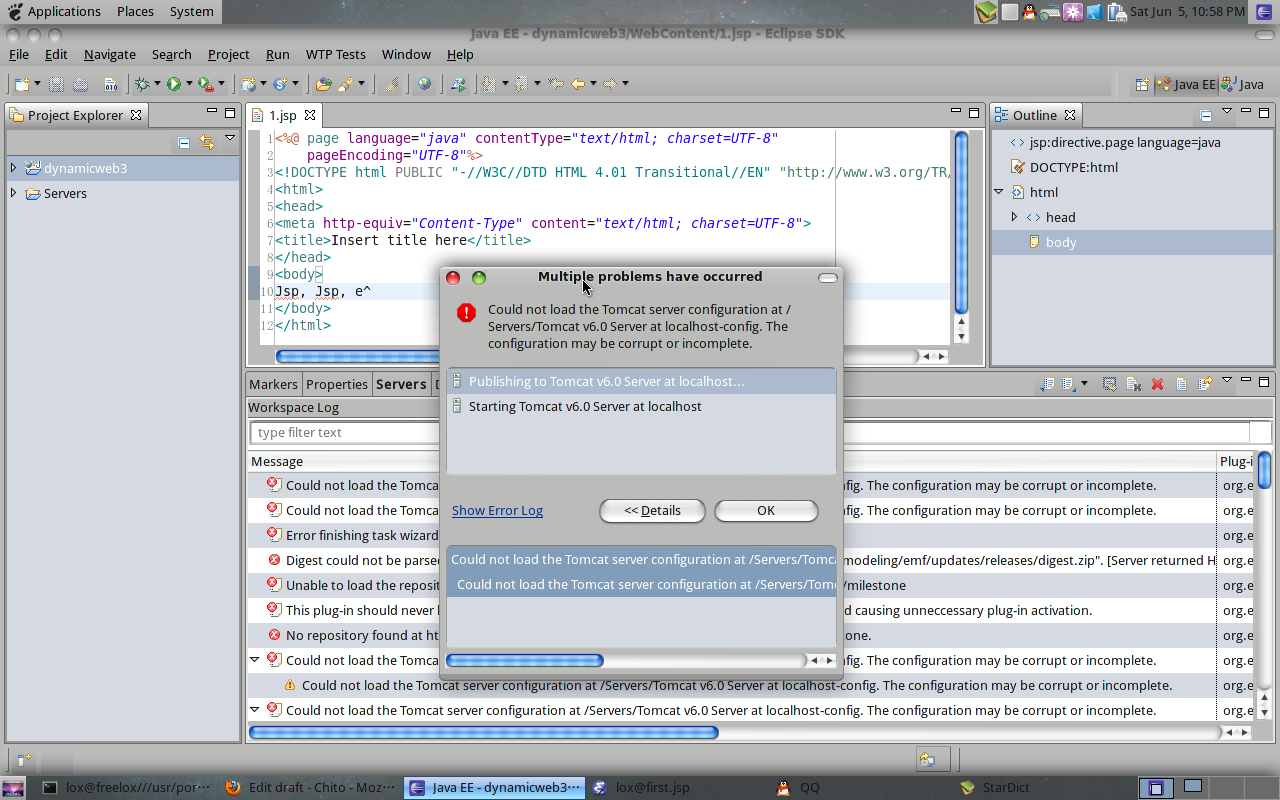 Applications Places System Sat Jun 5, 10:58 PM
Java EE - dynamicweb3/WebContent/1.jsp - Eclipse SDK
File Edit Navigate Search Project Run WTP Tests Window Help
Java EE Java
Project Explorer
dynamicweb3
Servers
1.jsp
1 <%@ page language="java" contentType="text/html; charset=UTF-8"
2 pageEncoding="UTF-8"%>
3 <!DOCTYPE html PUBLIC "-//W3C//DTD HTML 4.01 Transitional//EN" "http://www.w3.org/TR/
4 <html>
5 <head>
6 <meta http-equiv="Content-Type" content="text/html; charset=UTF-8">
7 <title>Insert title here</title>
8 </head>
9 <body>
10 Jsp, Jsp, e^
11 </body>
12 </html>
Outline
jsp:directive.page language=java
DOCTYPE:html
html
head
body
Multiple problems have occurred
Could not load the Tomcat server configuration at /
Servers/Tomcat v6.0 Server at localhost-config. The
configuration may be corrupt or incomplete.
Publishing to Tomcat v6.0 Server at localhost...
Starting Tomcat v6.0 Server at localhost
Show Error Log << Details OK
Could not load the Tomcat server configuration at /Servers/Tomca
Could not load the Tomcat server configuration at /Servers/Tom
Markers Properties Servers
Workspace Log
type filter text
Message Plug-i
Could not load the Tomca fig. The configuration may be corrupt or incomplete. org.e
Could not load the Tomca fig. The configuration may be corrupt or incomplete. org.e
Error finishing task wizard org.e
Digest could not be parse modeling/emf/updates/releases/digest.zip". [Server returned H org.e
Unable to load the reposit /milestone org.e
This plug-in should never d causing unneccessary plug-in activation. org.e
No repository found at ht one. org.e
Could not load the Tomca fig. The configuration may be corrupt or incomplete. org.e
Could not load the Tomcat server configuration at /Servers/Tomcat v6.0 Server at localhost-config. The configuration may be corrupt or incomplete. org.e
Could not load the Tomcat server configuration at /Servers/Tomcat v6.0 Server at localhost-config. The configuration may be corrupt or incomplete. org.e
lox@freelox///usr/por··· Edit draft - Chito - Moz··· Java EE - dynamicweb3··· lox@first.jsp QQ StarDict